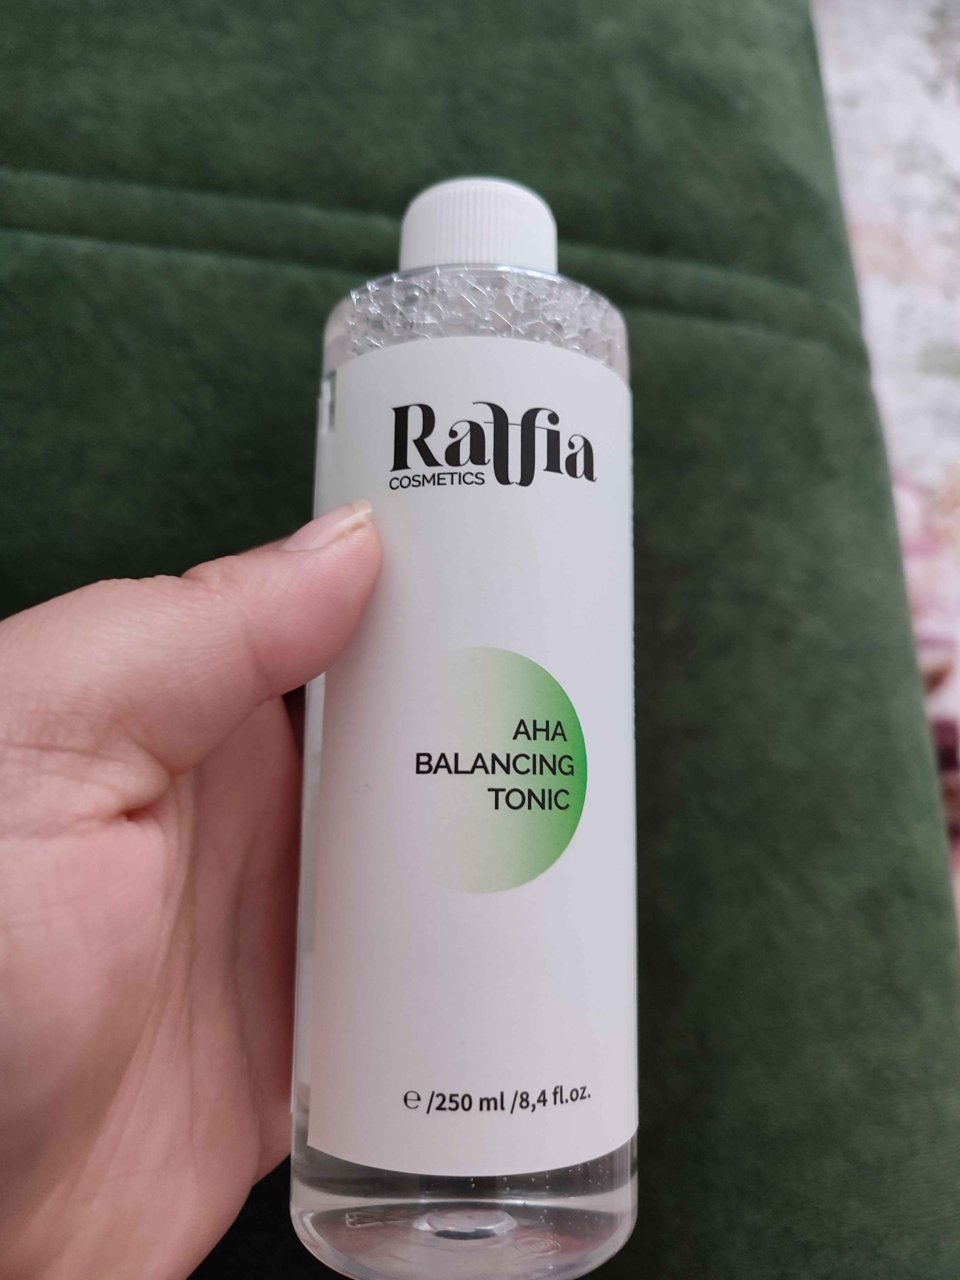 Raffia
COSMETICS
AHA
BALANCING
TONIC
℮ /250 ml /8,4 fl.oz.